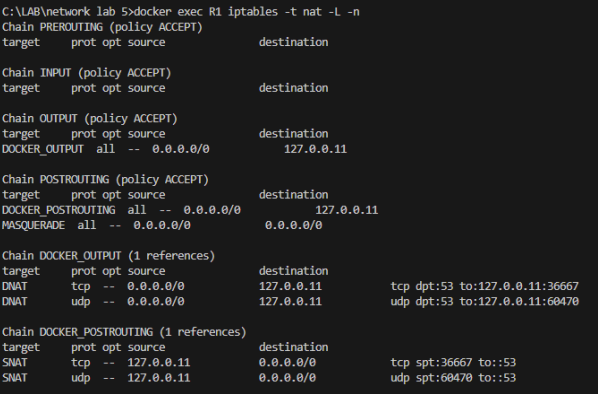 C:\LAB\network lab 5>docker exec R1 iptables -t nat -L -n
Chain PREROUTING (policy ACCEPT)
target     prot opt source               destination

Chain INPUT (policy ACCEPT)
target     prot opt source               destination

Chain OUTPUT (policy ACCEPT)
target     prot opt source               destination
DOCKER_OUTPUT  all  --  0.0.0.0/0            127.0.0.11

Chain POSTROUTING (policy ACCEPT)
target     prot opt source               destination
DOCKER_POSTROUTING  all  --  0.0.0.0/0            127.0.0.11
MASQUERADE  all  --  0.0.0.0/0            0.0.0.0/0

Chain DOCKER_OUTPUT (1 references)
target     prot opt source               destination
DNAT       tcp  --  0.0.0.0/0            127.0.0.11           tcp dpt:53 to:127.0.0.11:36667
DNAT       udp  --  0.0.0.0/0            127.0.0.11           udp dpt:53 to:127.0.0.11:60470

Chain DOCKER_POSTROUTING (1 references)
target     prot opt source               destination
SNAT       tcp  --  127.0.0.11           0.0.0.0/0            tcp spt:36667 to::53
SNAT       udp  --  127.0.0.11           0.0.0.0/0            udp spt:60470 to::53